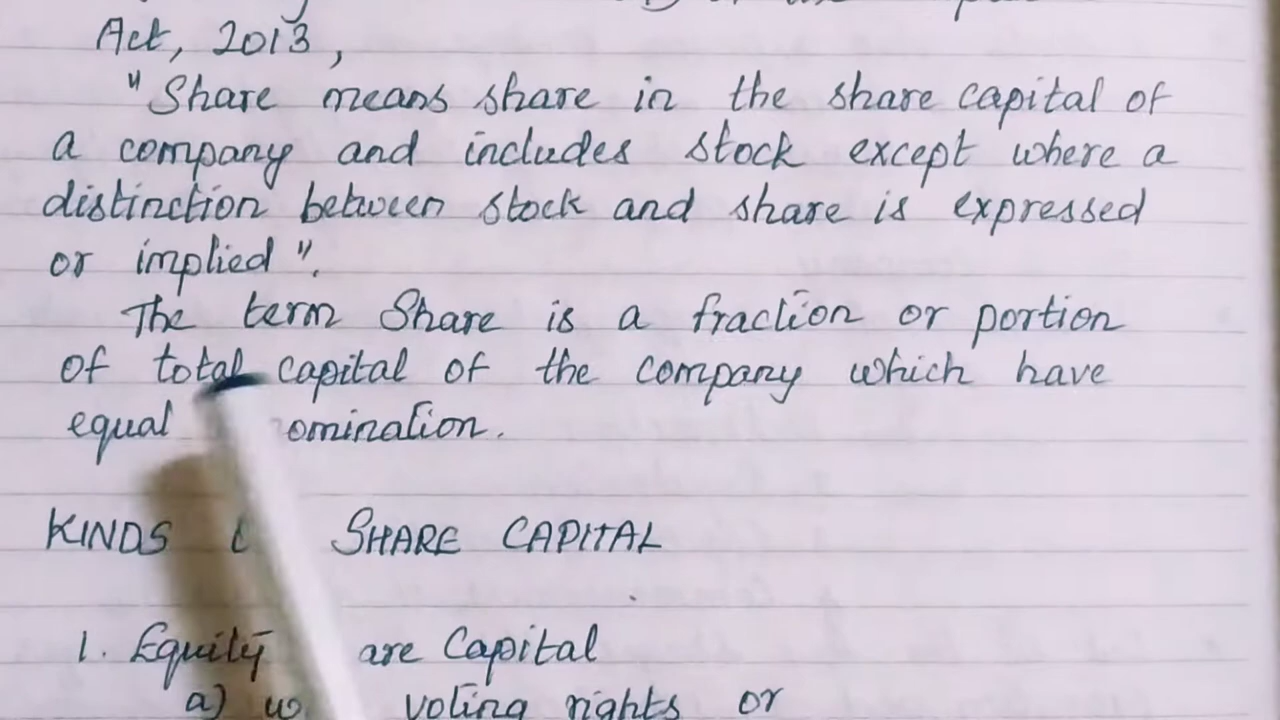 Act, 2013,
"Share means share in the share capital of
a company and includes stock except where a
distinction between stock and share is expressed
or implied".
The term Share is a fraction or portion
of total capital of the company which have
equal omination.
KINDS SHARE CAPITAL
1. Equity are Capital
a) voting rights or